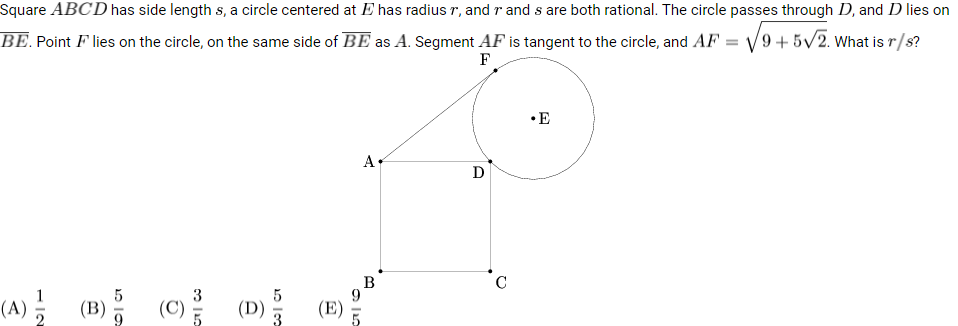 Square ABCD has side length s, a circle centered at E has radius r, and r and s are both rational. The circle passes through D, and D lies on
BE. Point F lies on the circle, on the same side of BE as A. Segment AF is tangent to the circle, and AF = √(9 + 5√2). What is r/s?
F
E
A
D
B
C
(A) 1/2 (B) 5/9 (C) 3/5 (D) 5/3 (E) 9/5